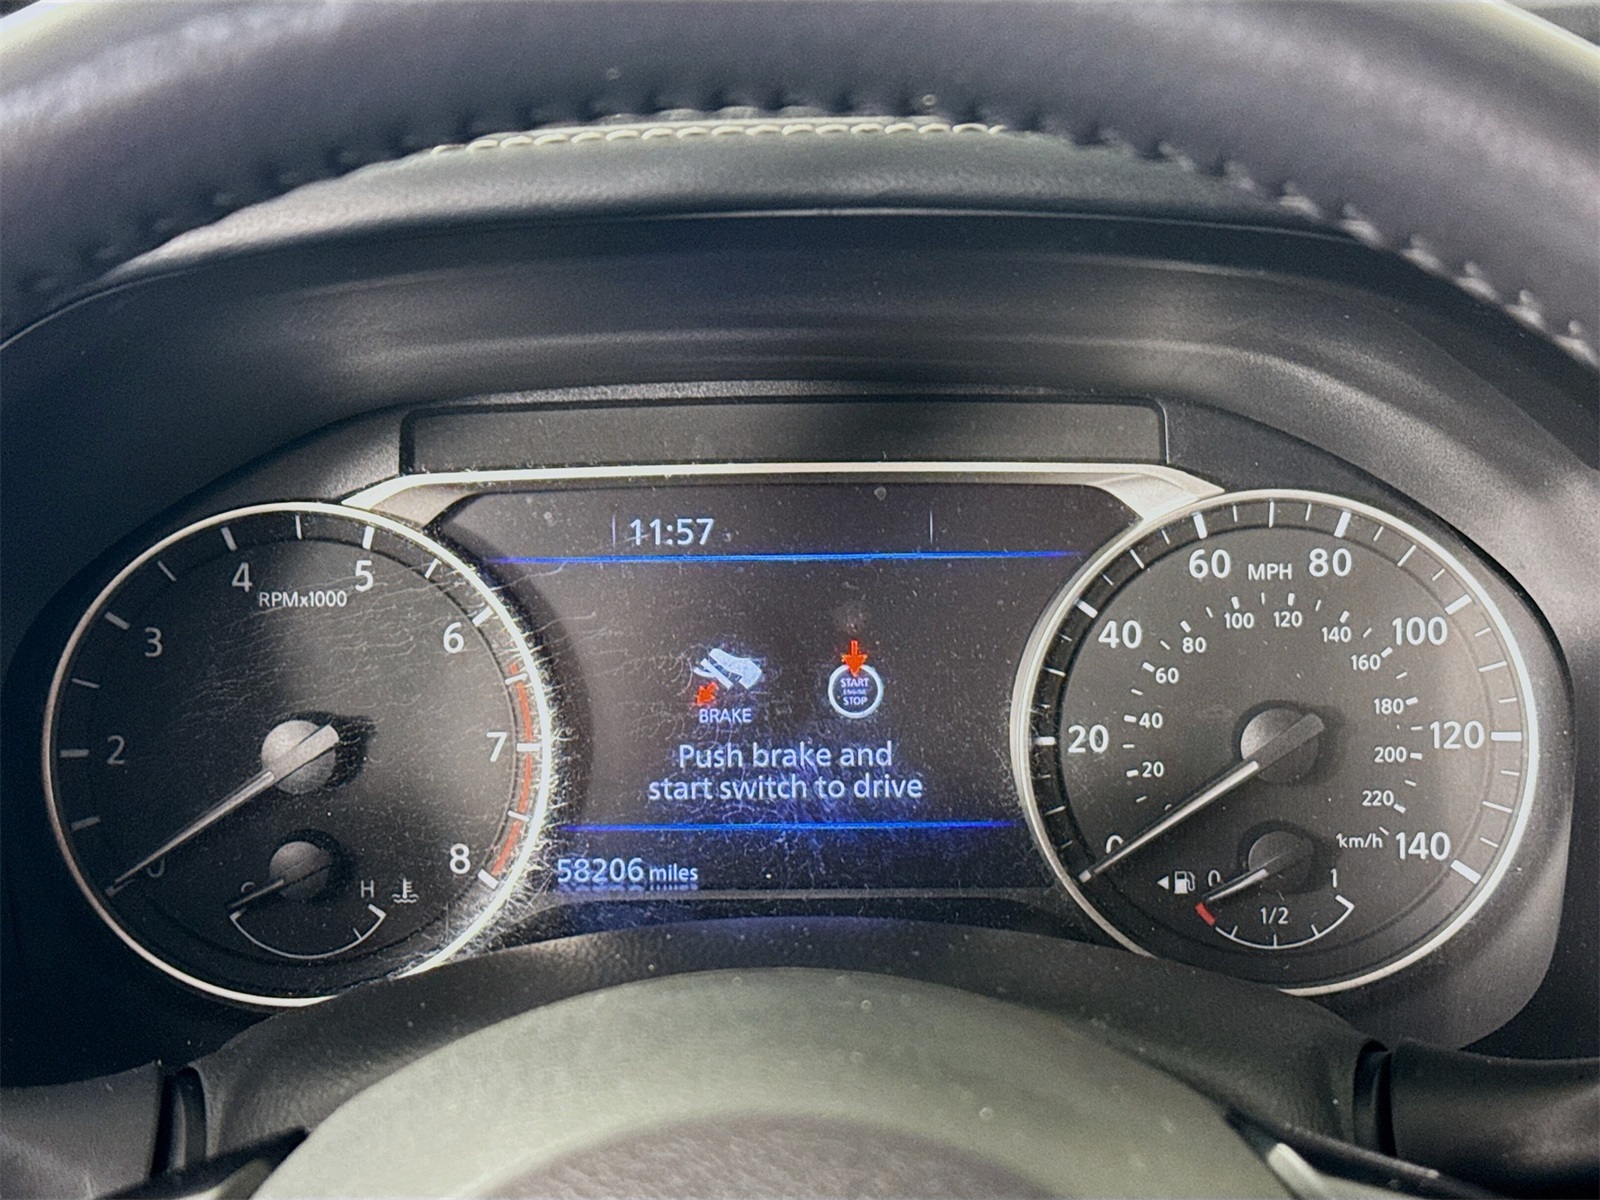 11:57
4 5
RPMx1000
3 6
2 7
0 8
H
BRAKE
START
ENGINE
STOP
Push brake and
start switch to drive
58206 miles
60 MPH 80
40 100
20 120
0 140
20 40 60 80 100 120 140 160 180 200 220
km/h
0 1/2 1